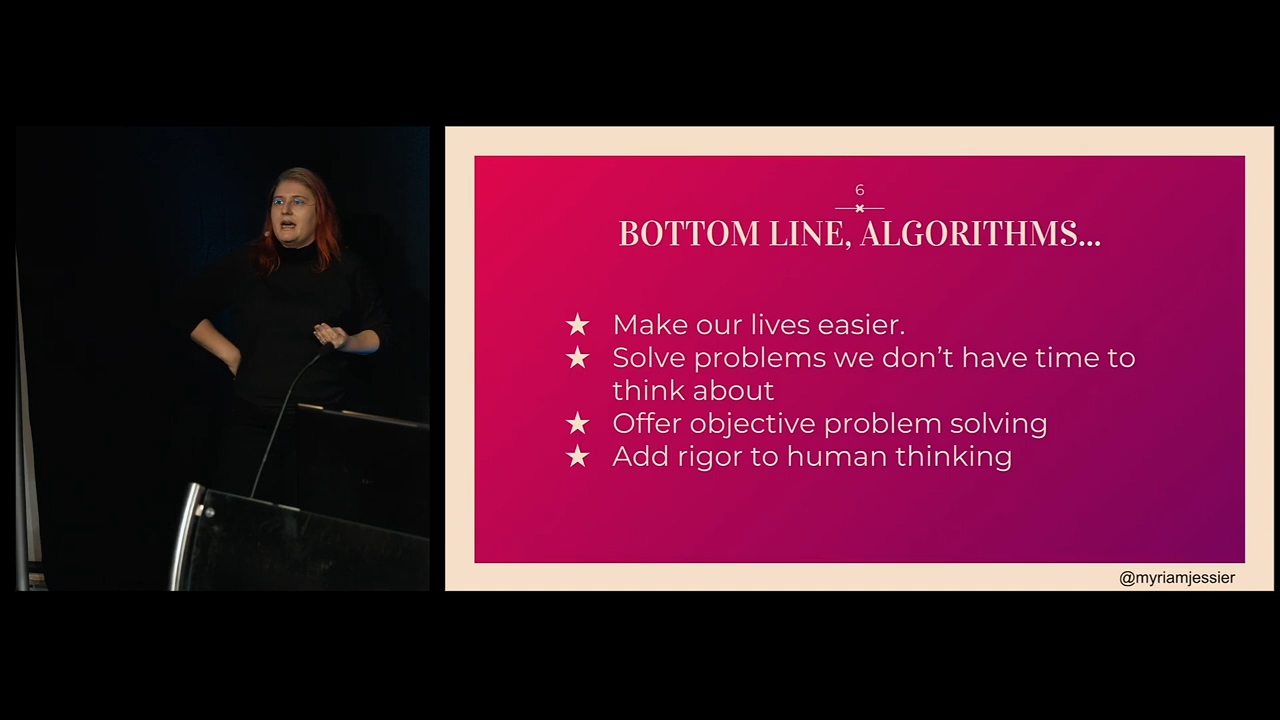 6
BOTTOM LINE, ALGORITHMS...
★ Make our lives easier.
★ Solve problems we don't have time to
think about
★ Offer objective problem solving
★ Add rigor to human thinking
@myriamjessier